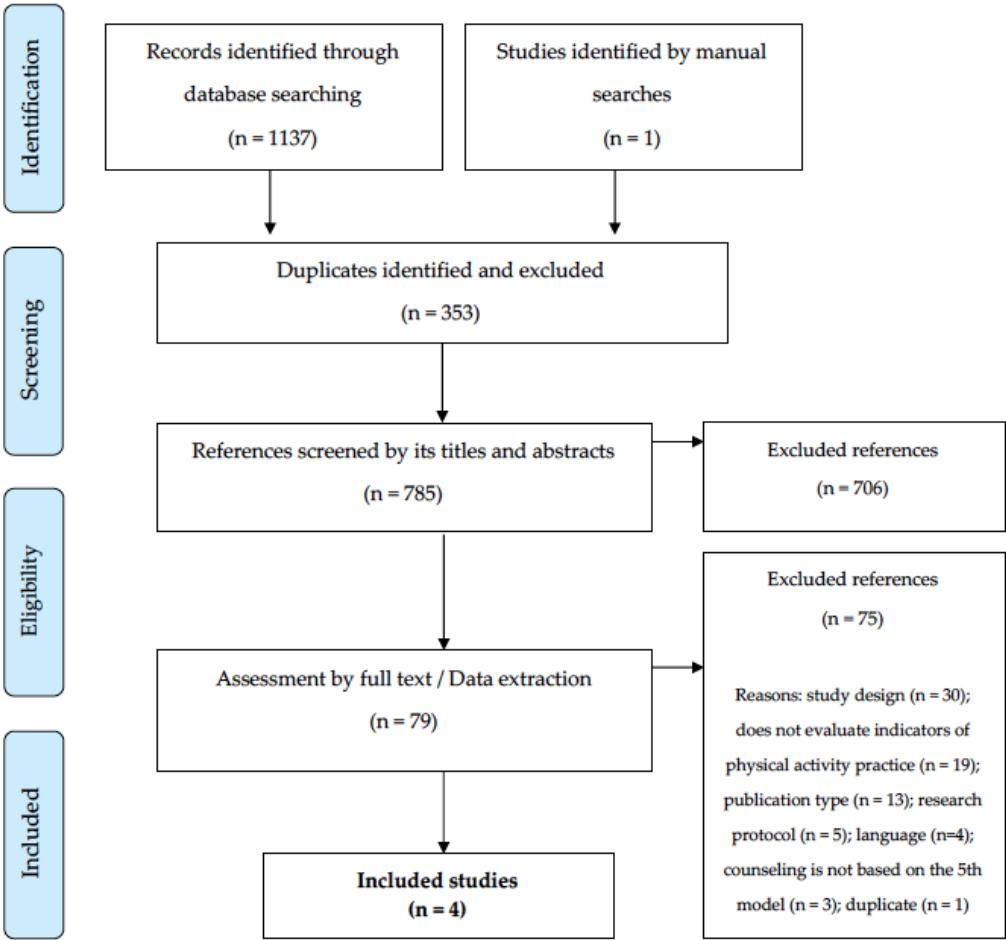 Identification
Records identified through
database searching
(n = 1137)
Studies identified by manual
searches
(n = 1)
Screening
Duplicates identified and excluded
(n = 353)
References screened by its titles and abstracts
(n = 785)
Excluded references
(n = 706)
Eligibility
Assessment by full text / Data extraction
(n = 79)
Excluded references
(n = 75)
Reasons: study design (n = 30);
does not evaluate indicators of
physical activity practice (n = 19);
publication type (n = 13); research
protocol (n = 5); language (n=4);
counseling is not based on the 5th
model (n = 3); duplicate (n = 1)
Included
Included studies
(n = 4)